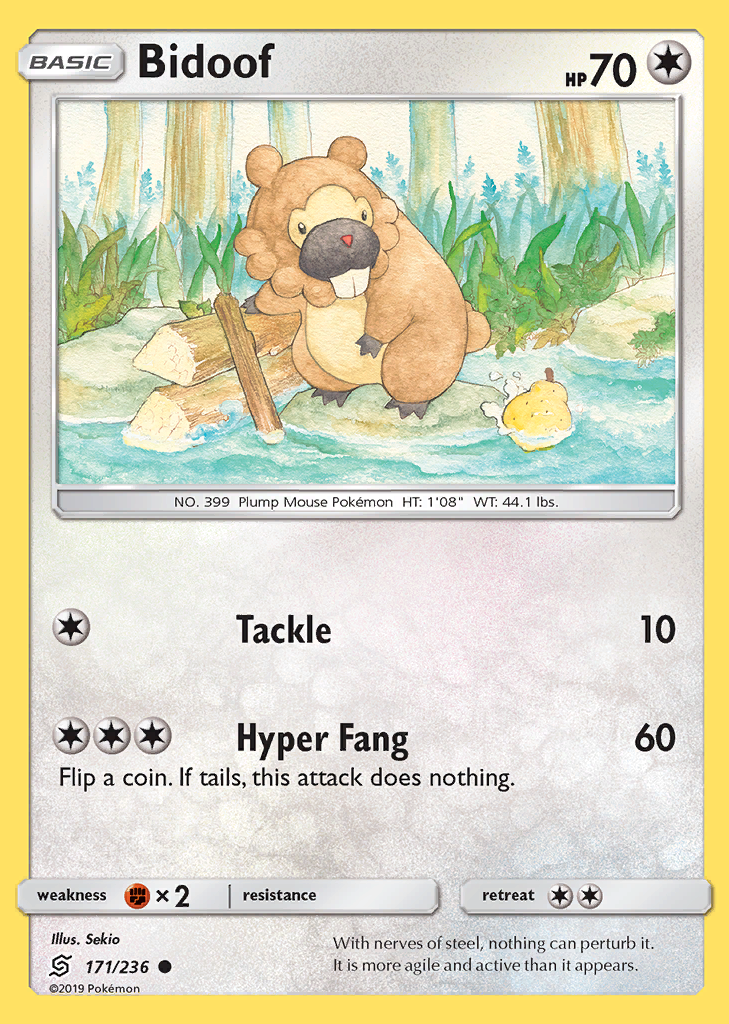 BASIC Bidoof HP 70
NO. 399 Plump Mouse Pokémon HT: 1'08" WT: 44.1 lbs.
Tackle 10
Hyper Fang 60
Flip a coin. If tails, this attack does nothing.
weakness × 2 resistance retreat
Illus. Sekio
171/236
©2019 Pokémon
With nerves of steel, nothing can perturb it.
It is more agile and active than it appears.